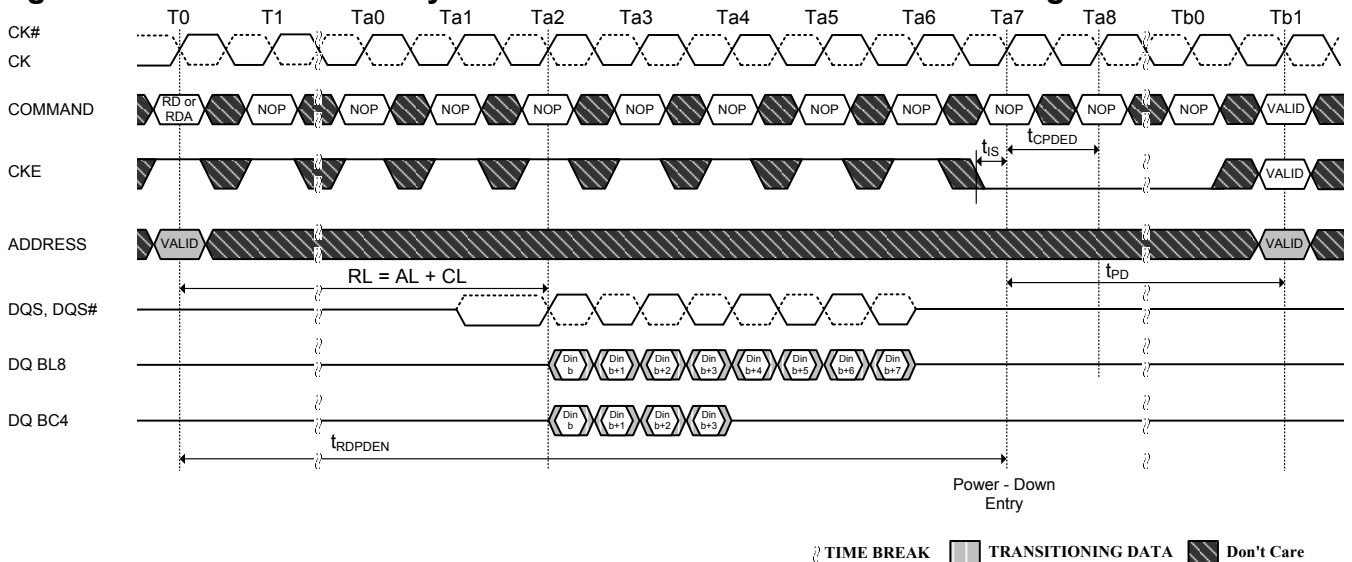 T0 T1 Ta0 Ta1 Ta2 Ta3 Ta4 Ta5 Ta6 Ta7 Ta8 Tb0 Tb1
CK#
CK
COMMAND
RD or
RDA
NOP NOP NOP NOP NOP NOP NOP NOP NOP NOP VALID
tIS tCPDED
CKE
VALID
ADDRESS
VALID VALID
RL = AL + CL
tPD
DQS, DQS#
DQ BL8
Din Din Din Din Din Din Din Din
b b+1 b+2 b+3 b+4 b+5 b+6 b+7
DQ BC4
Din Din Din Din
b b+1 b+2 b+3
tRDPDEN
Power - Down
Entry
TIME BREAK TRANSITIONING DATA Don't Care